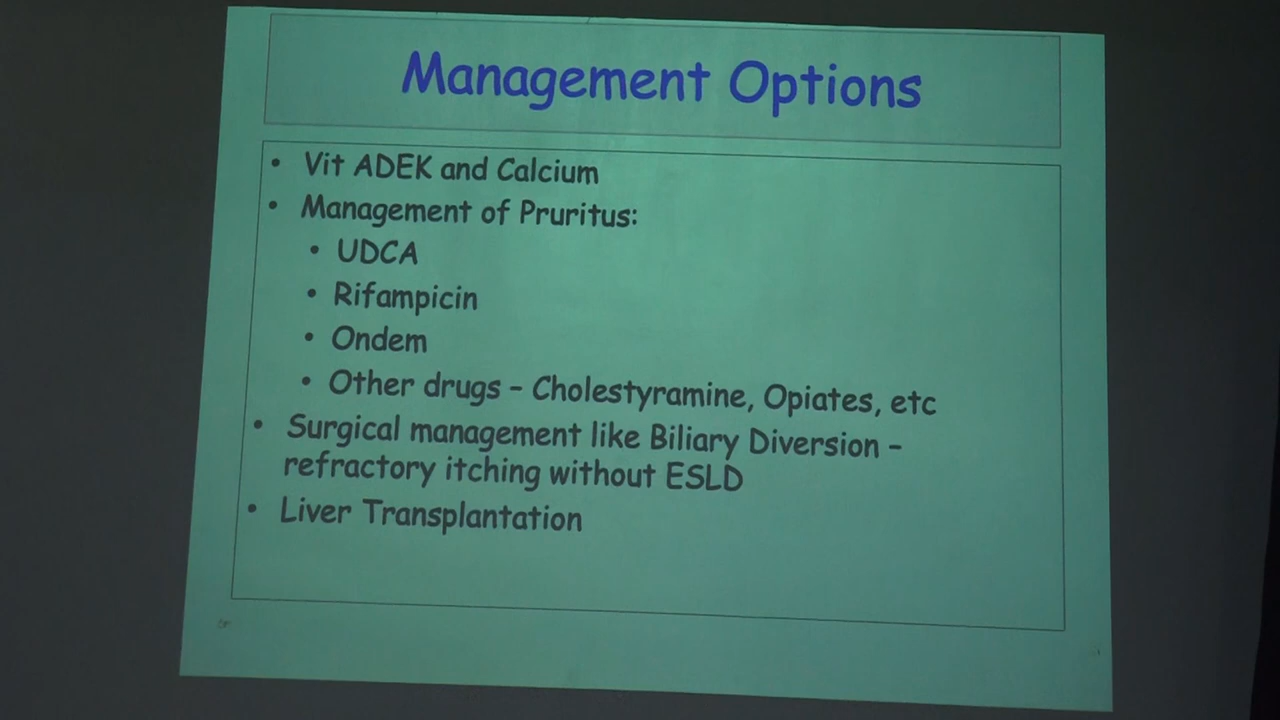 Management Options
• Vit ADEK and Calcium
• Management of Pruritus:
• UDCA
• Rifampicin
• Ondem
• Other drugs – Cholestyramine, Opiates, etc
• Surgical management like Biliary Diversion –
refractory itching without ESLD
• Liver Transplantation